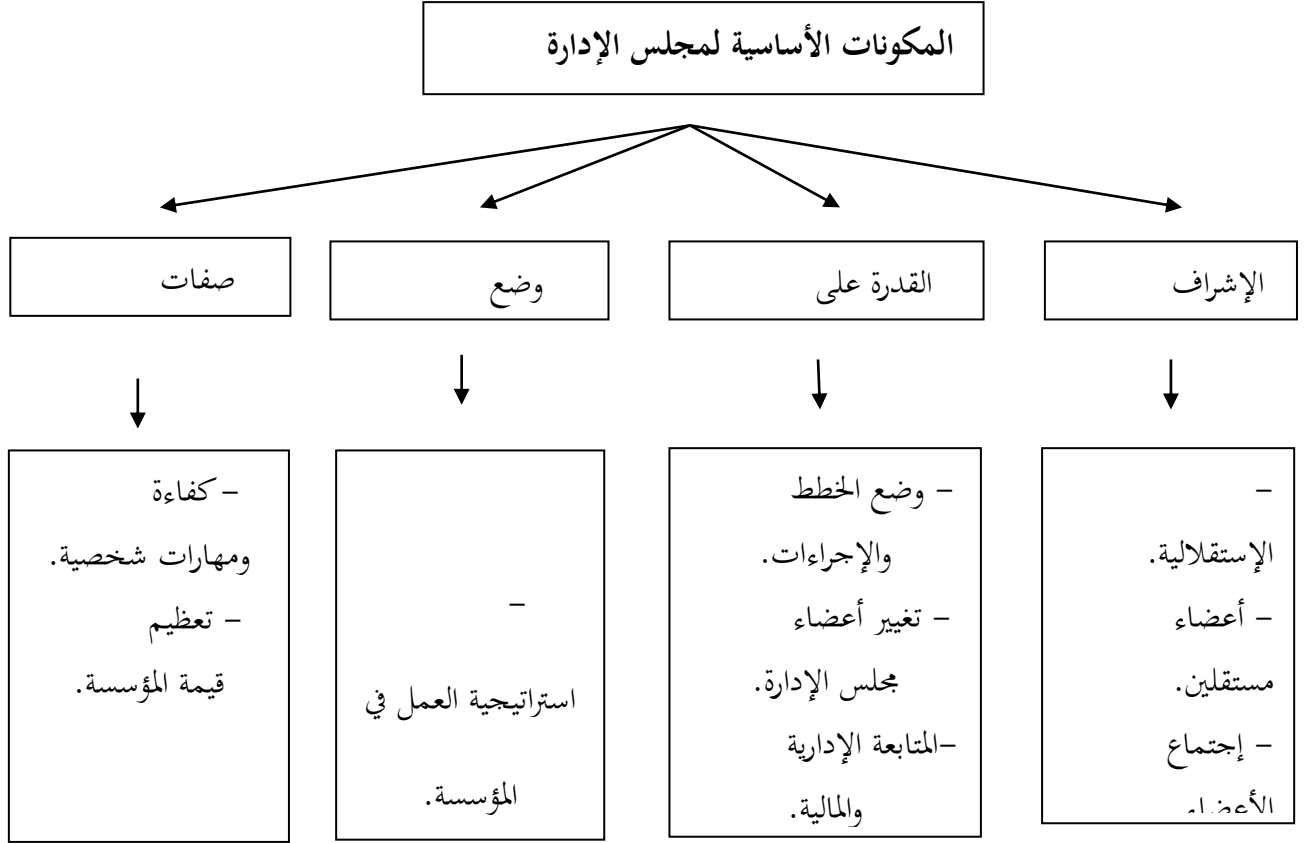 المكونات الأساسية لمجلس الإدارة
الإشراف
القدرة على
وضع
صفات
–
الإستقلالية.
– أعضاء
مستقلين.
– إجتماع
الأعضاء
– وضع الخطط
والإجراءات.
– تغيير أعضاء
مجلس الإدارة.
–المتابعة الإدارية
والمالية.
–
استراتيجية العمل في
المؤسسة.
– كفاءة
ومهارات شخصية.
– تعظيم
قيمة المؤسسة.